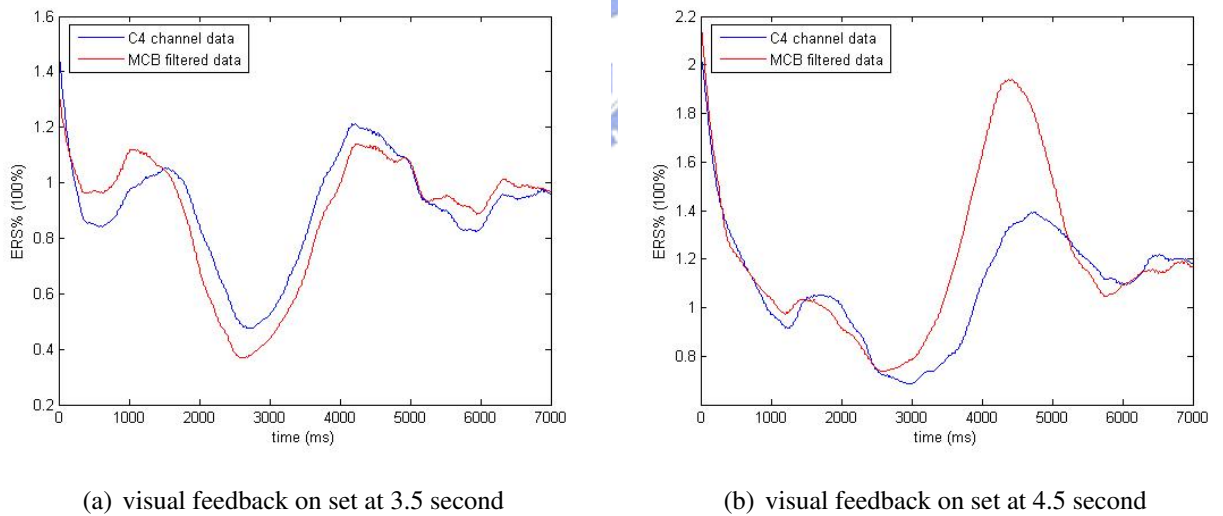 1.6
1.4
1.2
1
0.8
0.6
0.4
0.2
ERS% (100%)
C4 channel data
MCB filtered data
0 1000 2000 3000 4000 5000 6000 7000
time (ms)
(a) visual feedback on set at 3.5 second
2.2
2
1.8
1.6
1.4
1.2
1
0.8
ERS% (100%)
C4 channel data
MCB filtered data
0 1000 2000 3000 4000 5000 6000 7000
time (ms)
(b) visual feedback on set at 4.5 second